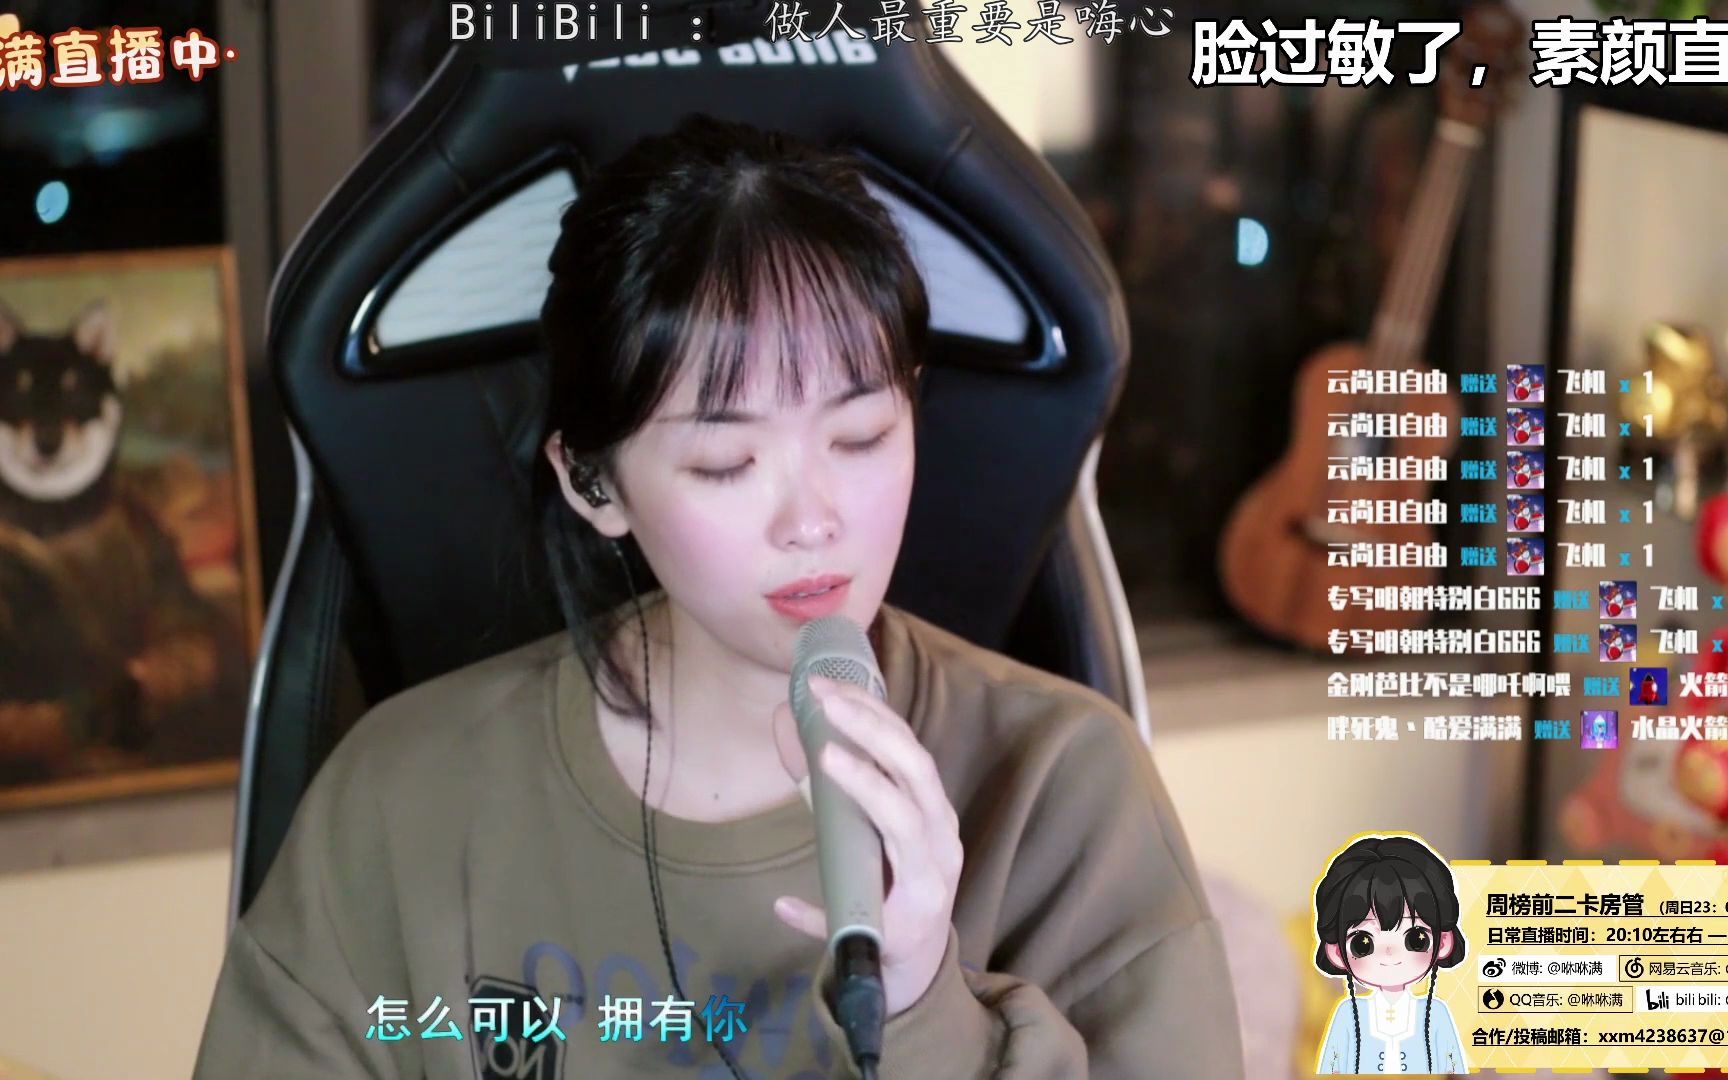 BiliBili ： 做人最重要是嗨心
满直播中
脸过敏了，素颜直
云尚且自由 赠送 飞机 x 1
云尚且自由 赠送 飞机 x 1
云尚且自由 赠送 飞机 x 1
云尚且自由 赠送 飞机 x 1
云尚且自由 赠送 飞机 x 1
专写明朝特别白666 赠送 飞机 x
专写明朝特别白666 赠送 飞机 x
金刚芭比不是哪吒啊喂 赠送 火箭
胖死鬼丶酷爱满满 赠送 水晶火箭
周榜前二卡房管 (周日23：
日常直播时间：20:10左右右 —
微博: @咻咻满 网易云音乐:
QQ音乐: @咻咻满 bili bili:
合作/投稿邮箱：xxm4238637@
怎么可以 拥有你
NON